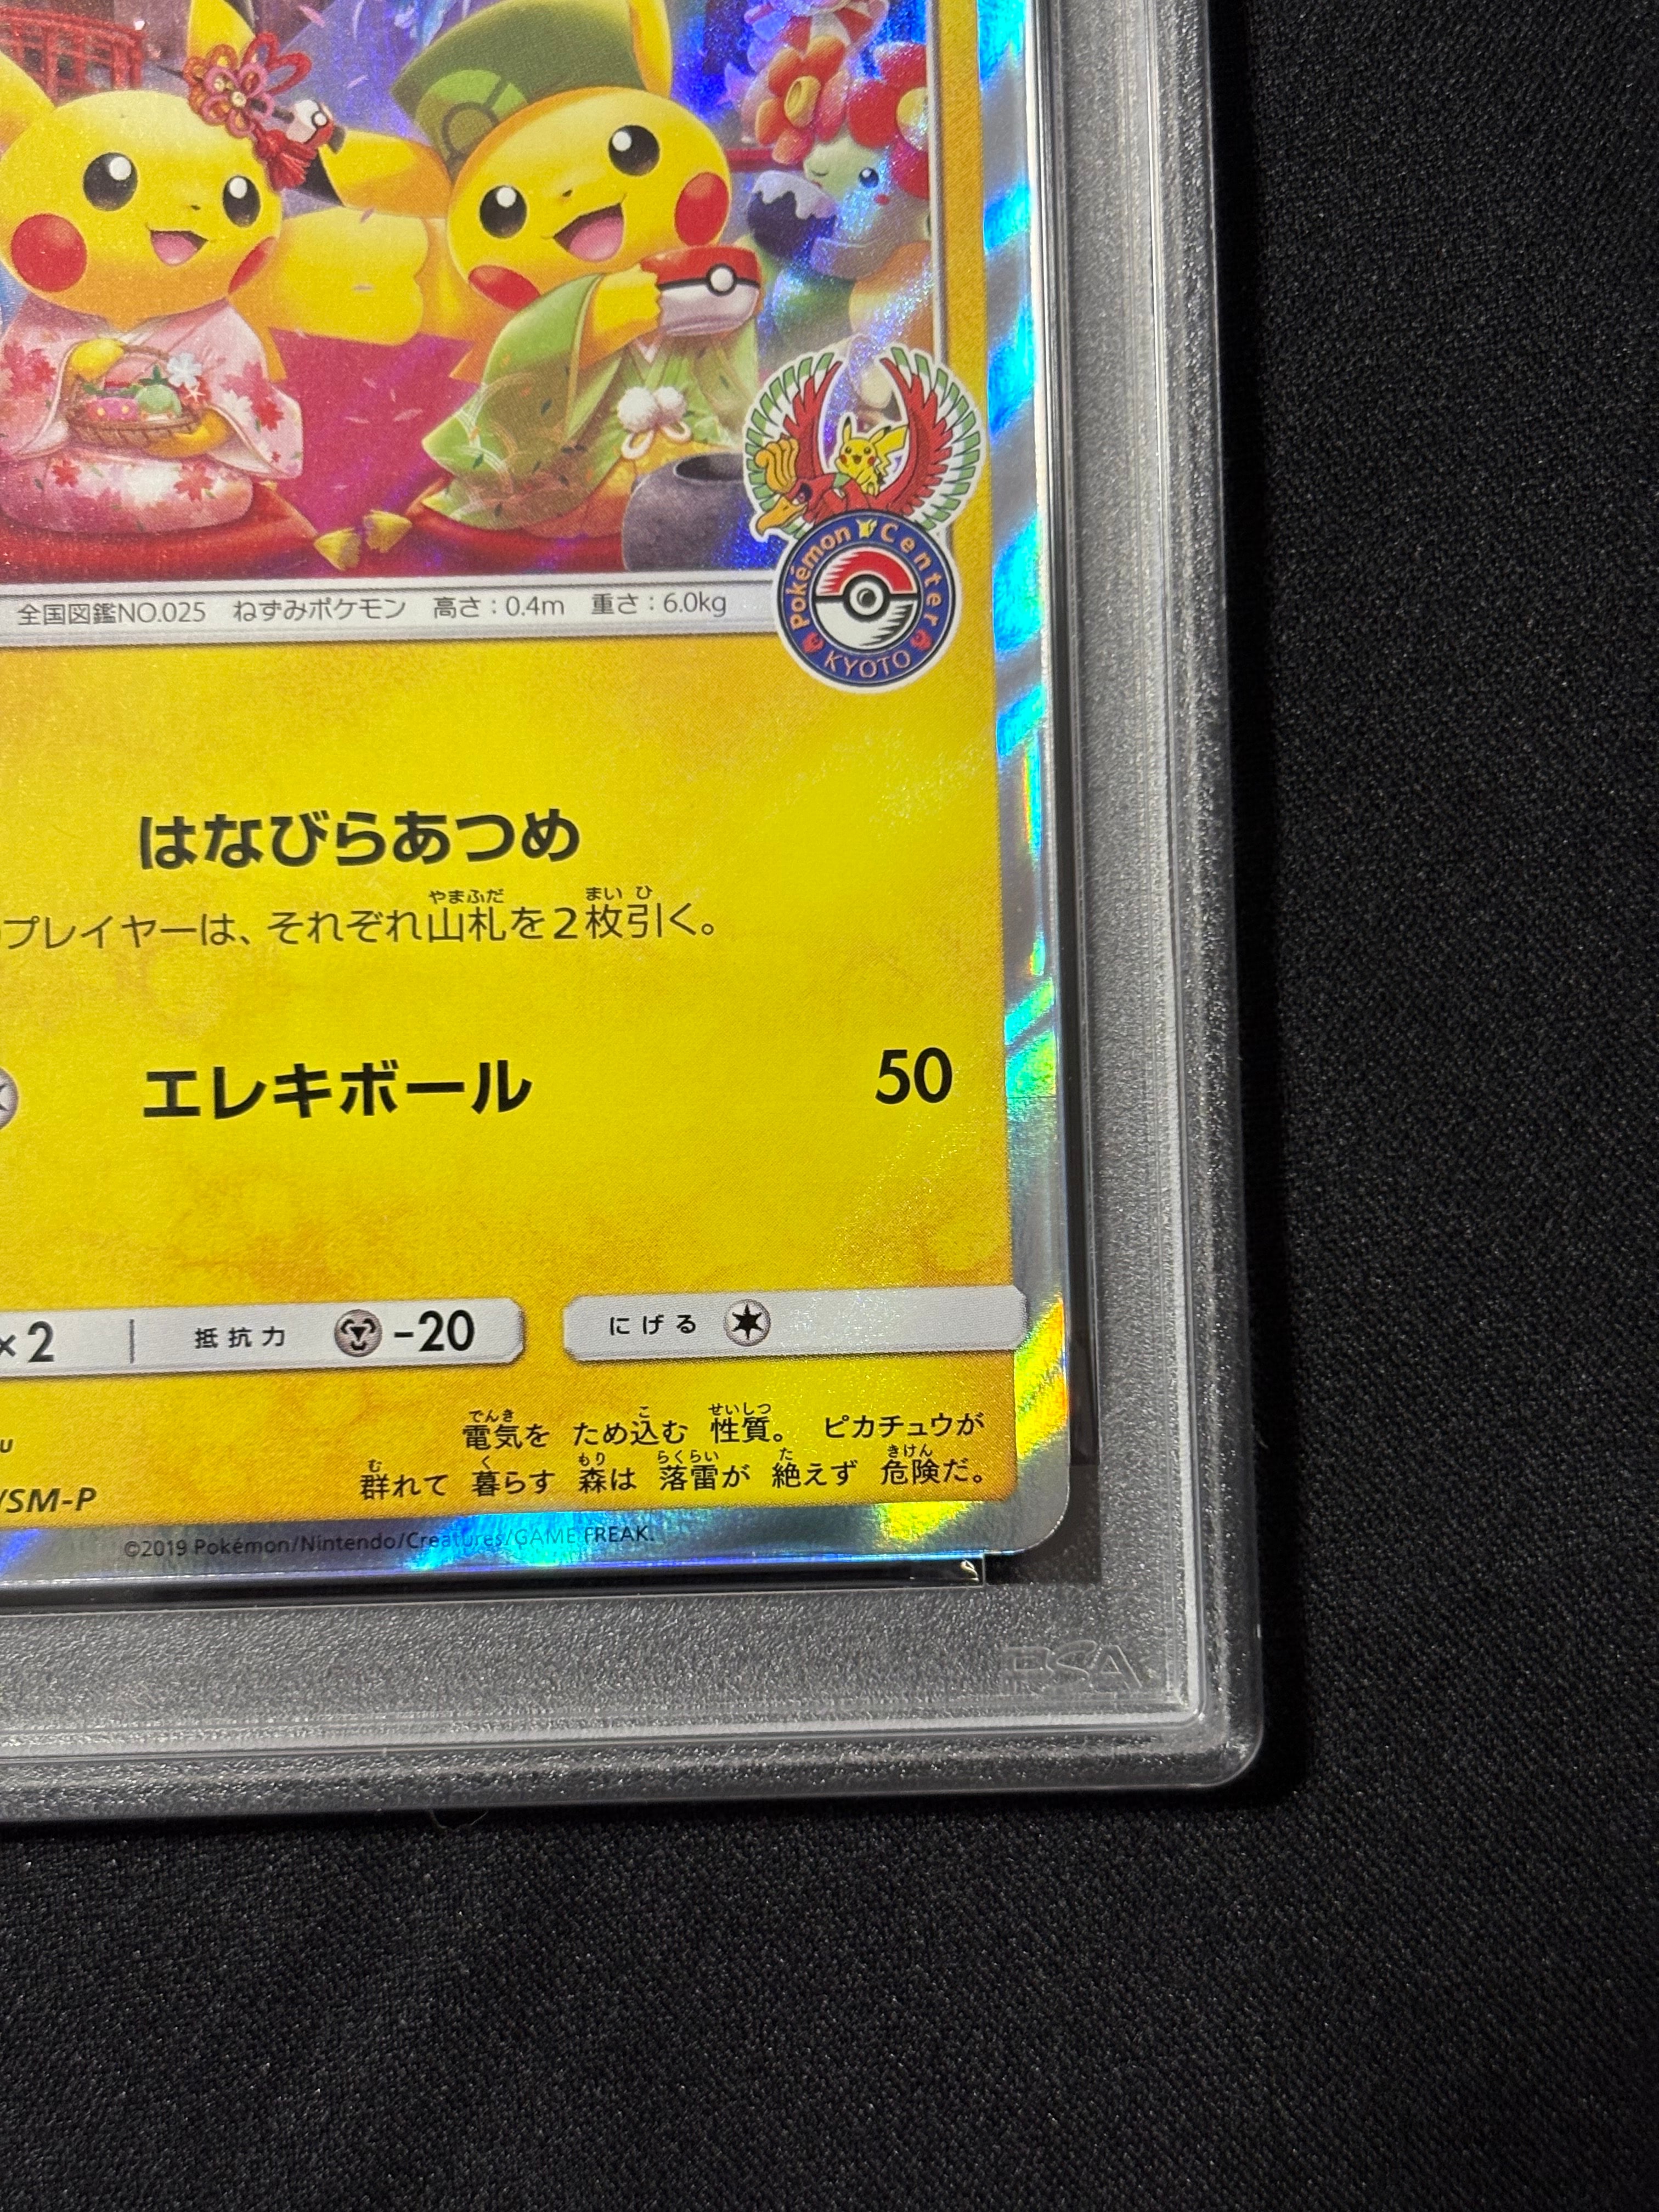 Pokémon Center
KYOTO
全国図鑑NO.025 ねずみポケモン 高さ：0.4m 重さ：6.0kg
はなびらあつめ
やまふだ まい ひ
プレイヤーは、それぞれ山札を2枚引く。
エレキボール 50
×2 抵抗力 -20 にげる
でんき こ せいしつ
電気を ため込む 性質。 ピカチュウが
む く もり らくらい た きけん
群れて 暮らす 森は 落雷が 絶えず 危険だ。
u
/SM-P
©2019 Pokémon/Nintendo/Creatures/GAME FREAK.
PSA